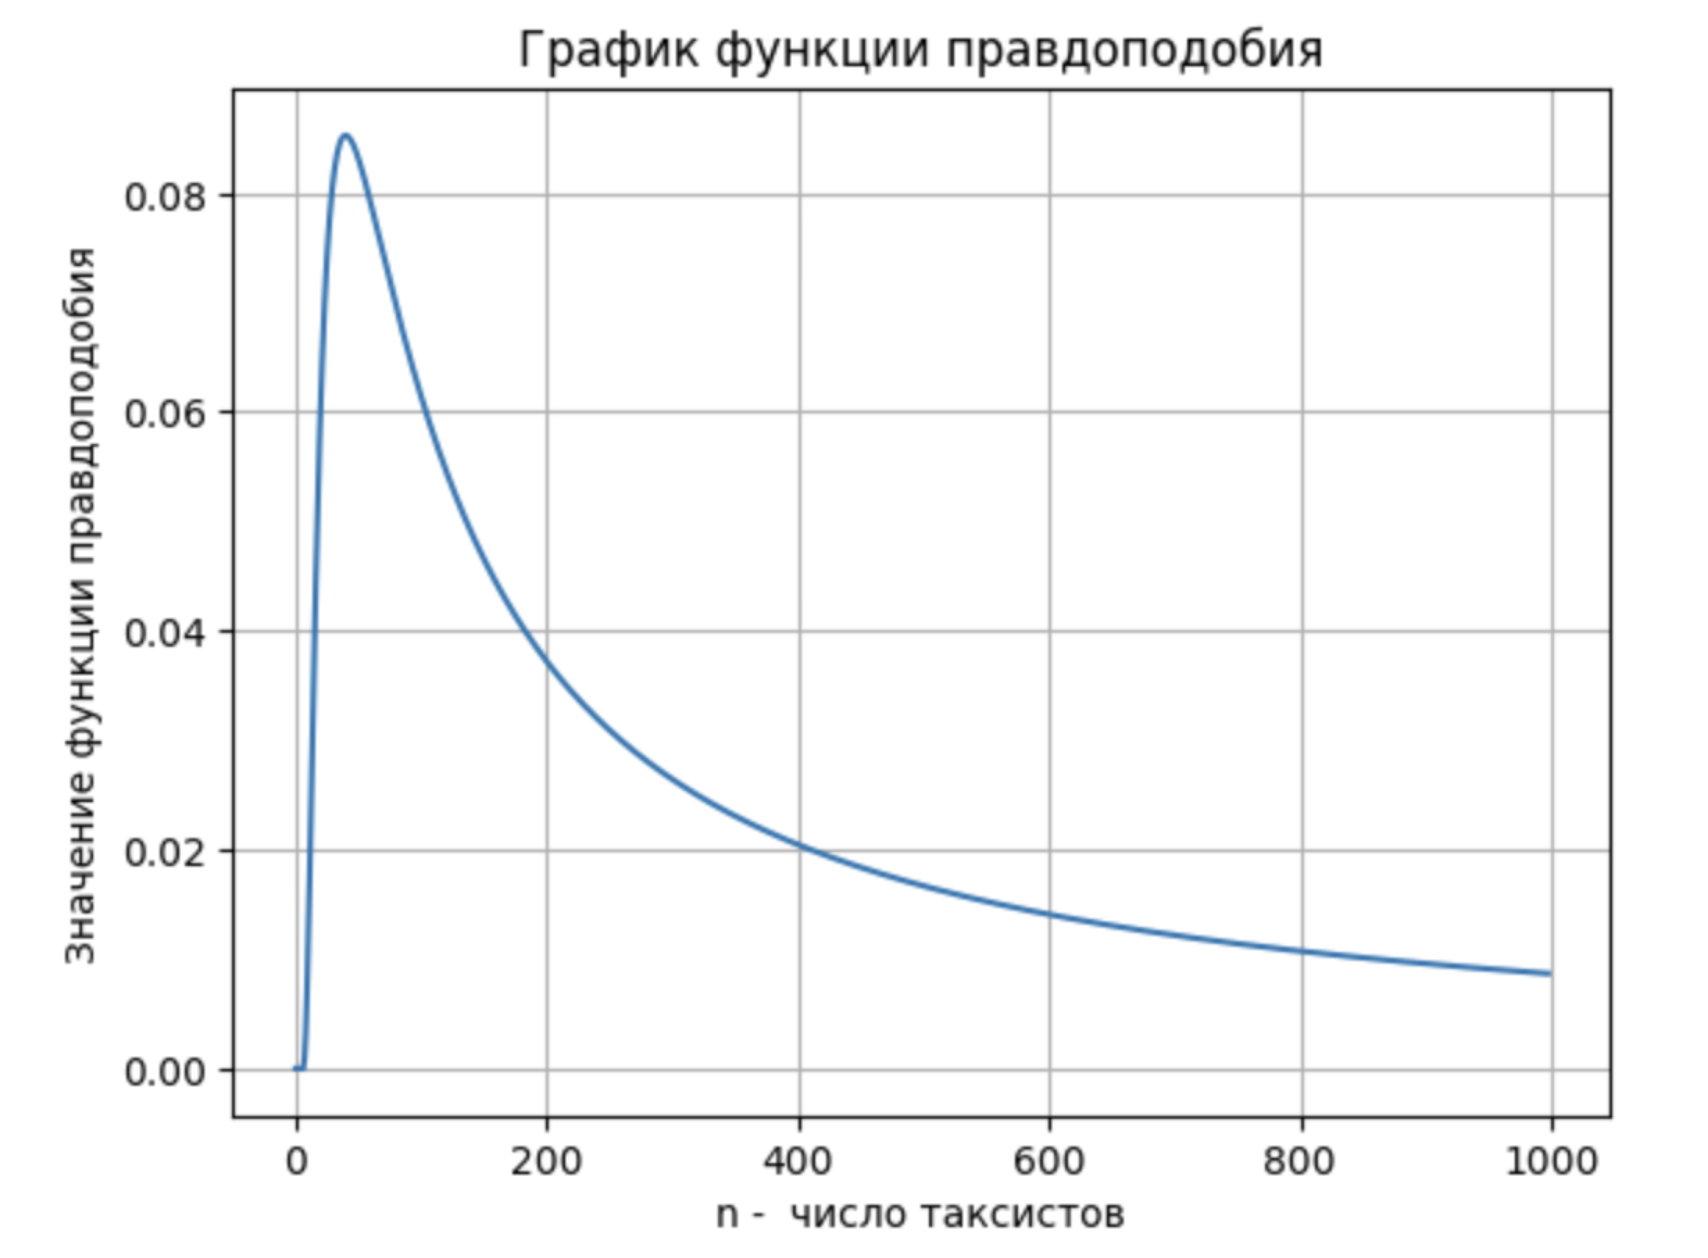 График функции правдоподобия
Значение функции правдоподобия
0.08
0.06
0.04
0.02
0.00
0 200 400 600 800 1000
n - число таксистов